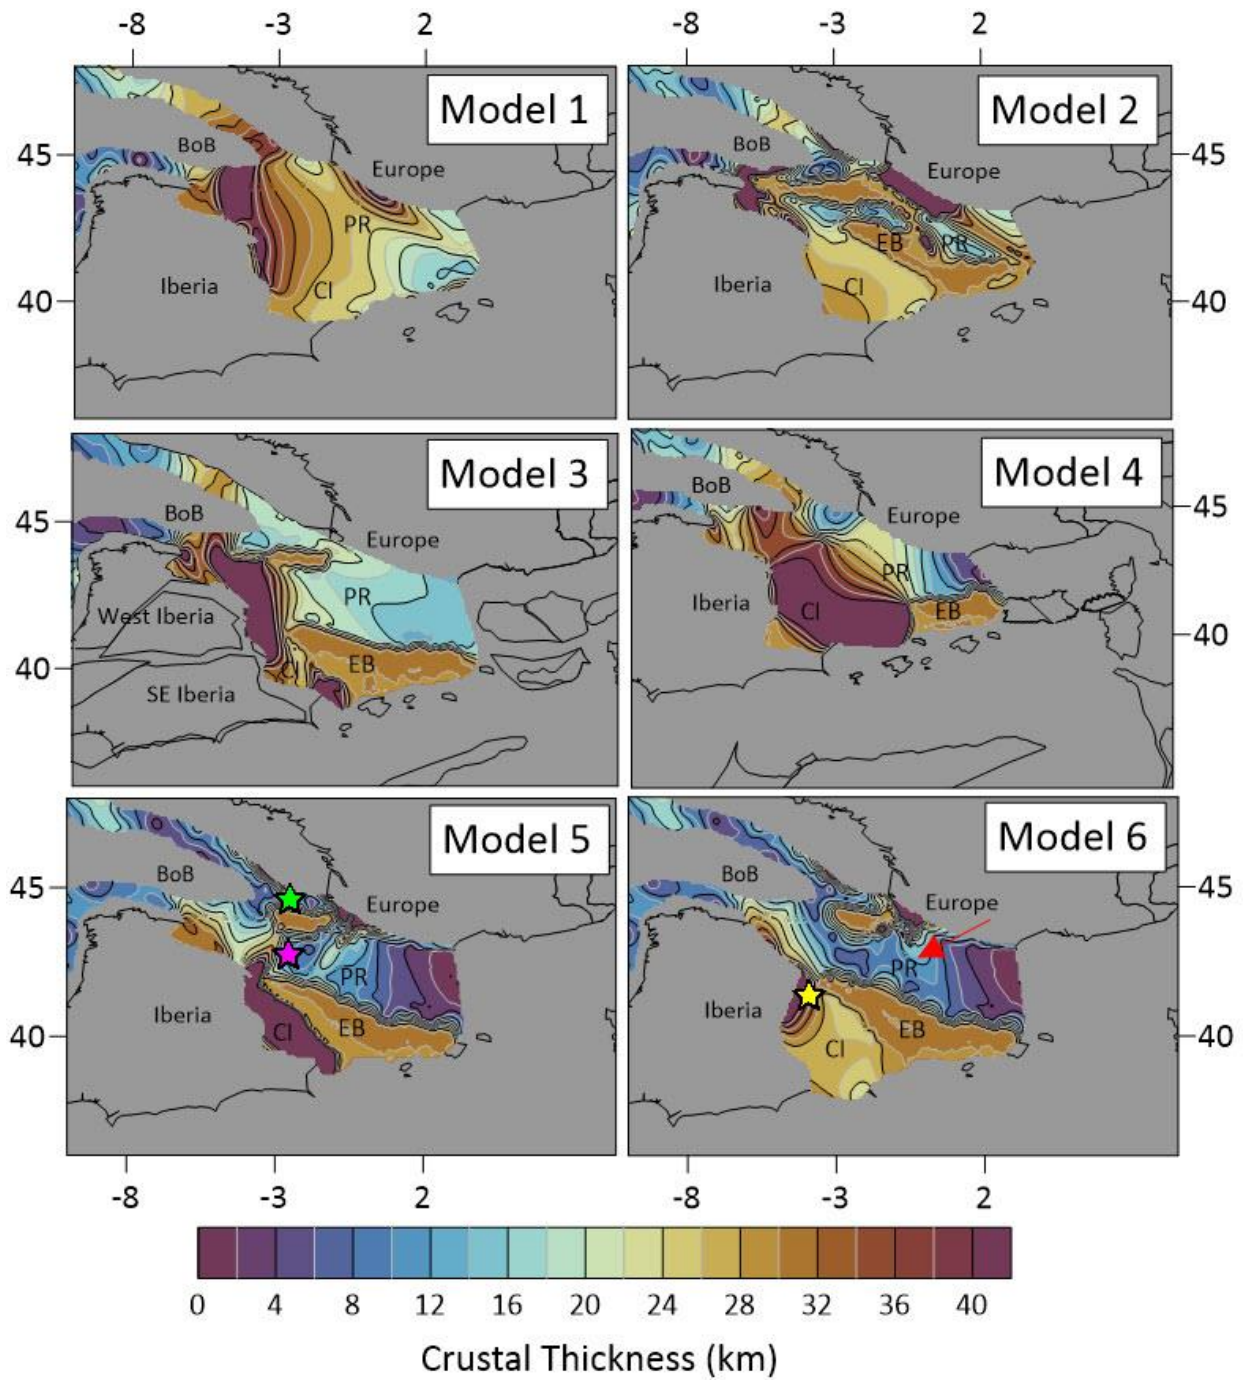 -8 -3 2 -8 -3 2
Model 1 Model 2
BoB BoB
45 Europe Europe 45
PR EB PR
Iberia CI Iberia CI
40 40
Model 3 Model 4
BoB BoB
45 Europe Europe 45
PR PR
West Iberia Iberia CI EB
40 CI EB 40
SE Iberia
Model 5 Model 6
BoB BoB
45 Europe Europe 45
PR PR
Iberia CI EB Iberia CI EB
40 40
-8 -3 2 -8 -3 2
0 4 8 12 16 20 24 28 32 36 40
Crustal Thickness (km)